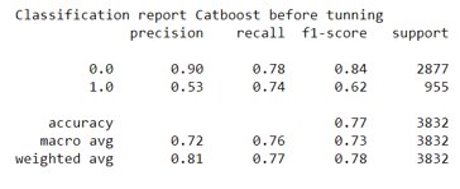 Classification report Catboost before tunning
precision recall f1-score support
0.0 0.90 0.78 0.84 2877
1.0 0.53 0.74 0.62 955
accuracy 0.77 3832
macro avg 0.72 0.76 0.73 3832
weighted avg 0.81 0.77 0.78 3832